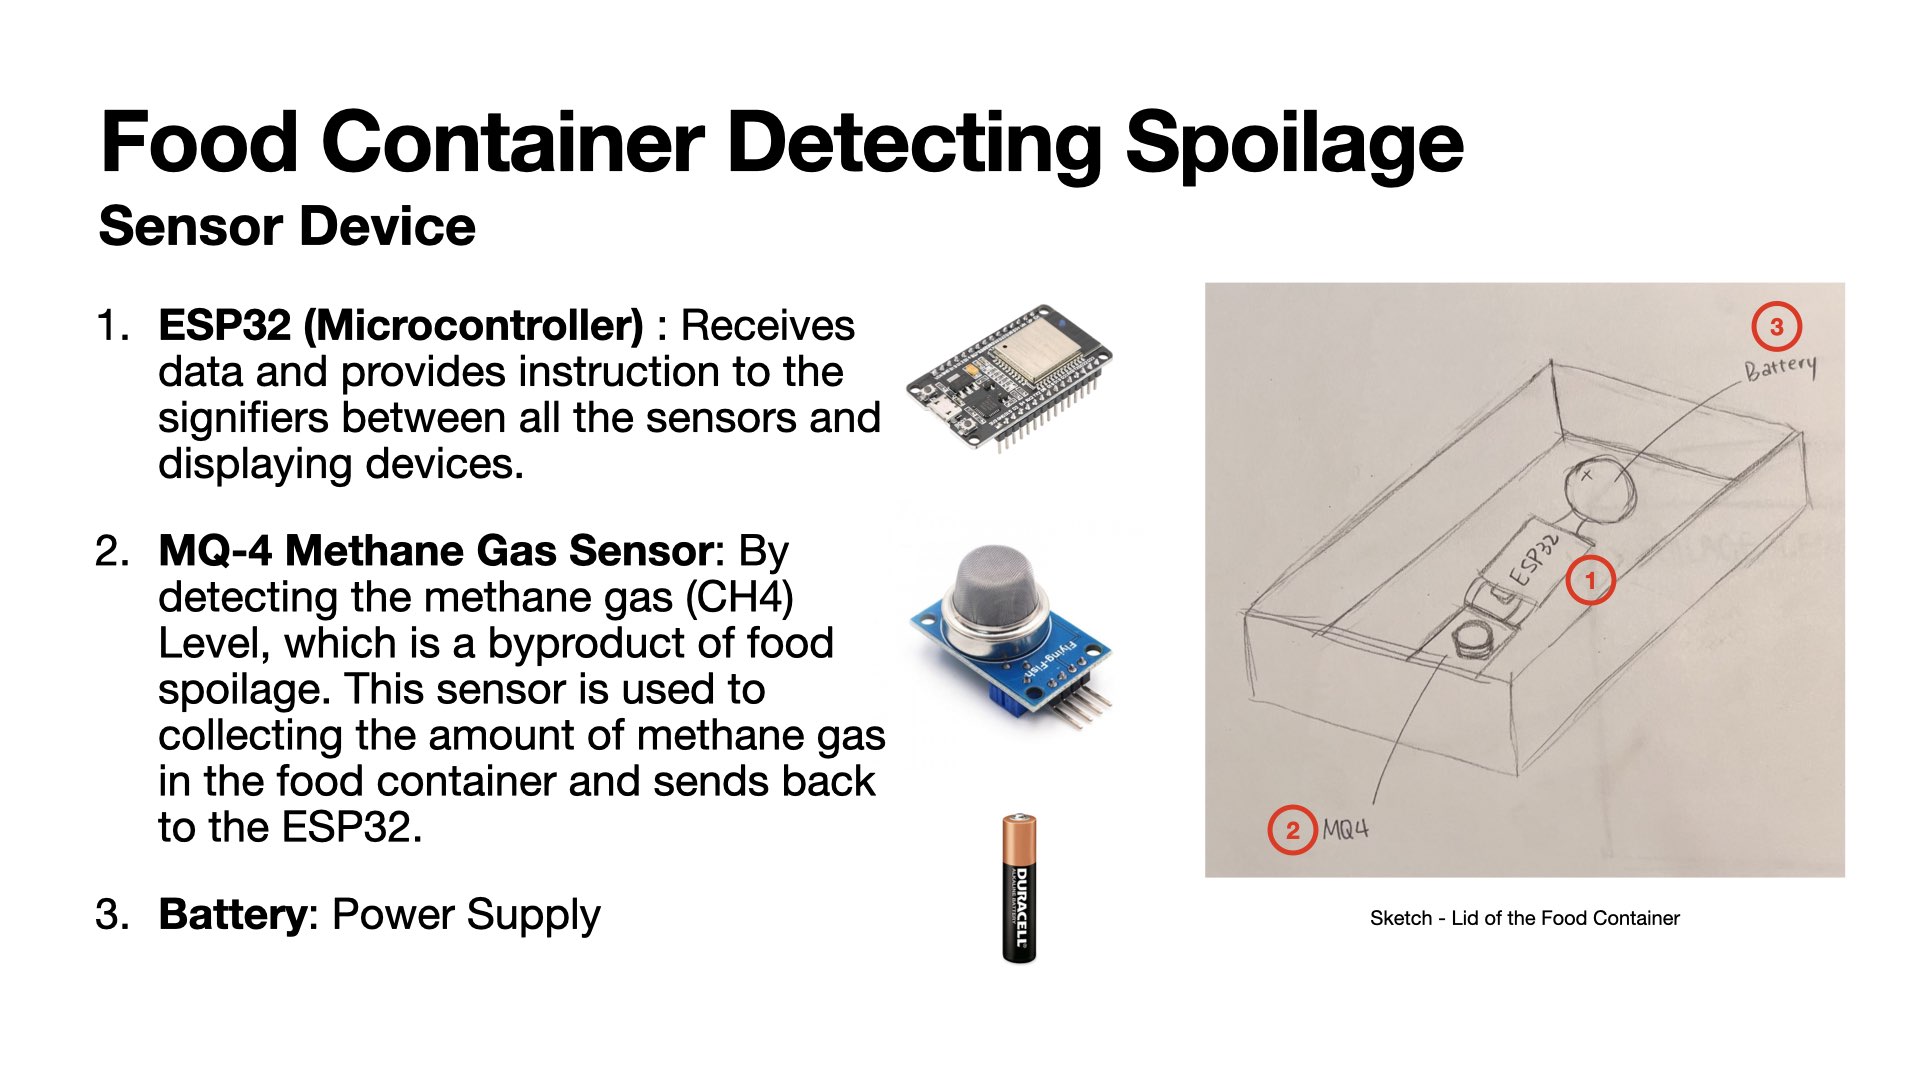 Food Container Detecting Spoilage
Sensor Device
1. ESP32 (Microcontroller) : Receives
data and provides instruction to the
signifiers between all the sensors and
displaying devices.
2. MQ-4 Methane Gas Sensor: By
detecting the methane gas (CH4)
Level, which is a byproduct of food
spoilage. This sensor is used to
collecting the amount of methane gas
in the food container and sends back
to the ESP32.
3. Battery: Power Supply
Flying-Fish
DURACELL
ALKALINE BATTERY
3
Battery
+
ESP32
1
2 MQ4
Sketch - Lid of the Food Container